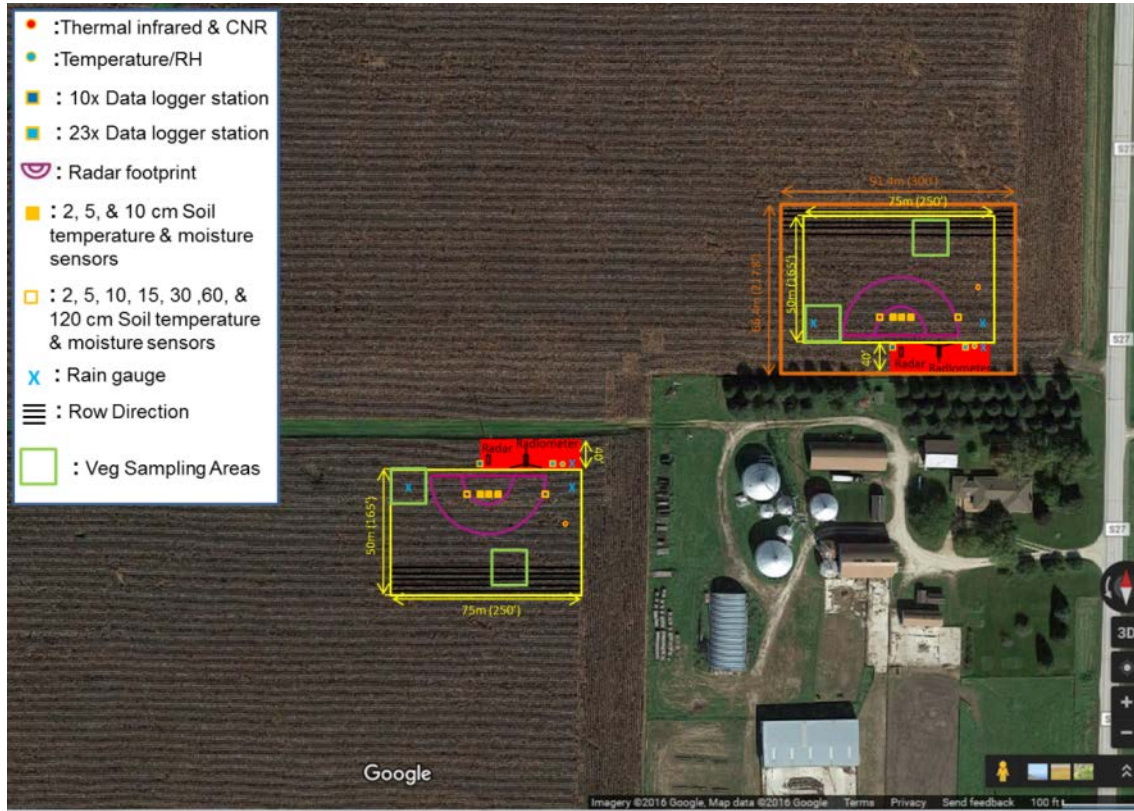 : Thermal infrared & CNR
: Temperature/RH
: 10x Data logger station
: 23x Data logger station
: Radar footprint
: 2, 5, & 10 cm Soil
temperature & moisture
sensors
: 2, 5, 10, 15, 30 ,60, &
120 cm Soil temperature
& moisture sensors
X : Rain gauge
: Row Direction
: Veg Sampling Areas
S27
91.4m (300')
75m (250')
50m (165')
X
X
X
40'
Radar
Radiometer
S27
Radar
Radiometer
X
40'
X
X
50m (165')
75m (250')
S27
3D
+
−
Google
Imagery ©2016 Google, Map data ©2016 Google Terms Privacy Send feedback 100 ft